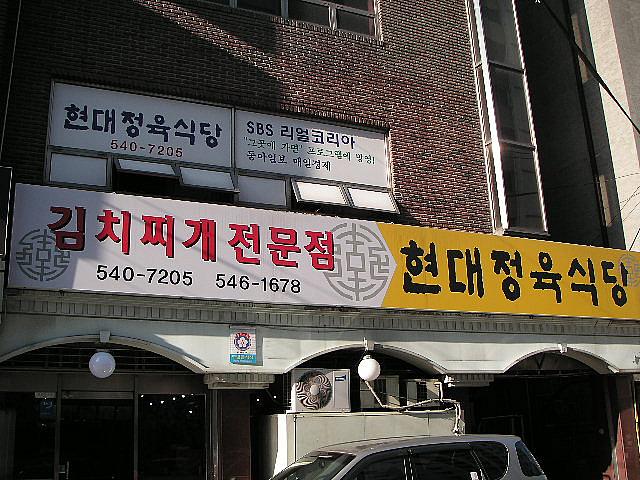 현대정육식당
540-7205
SBS 리얼코리아
"그곳에 가면" 프로그램에 방영!
동아일보 매일경제
김치찌개 전문점
540-7205 546-1678
현대정육식당